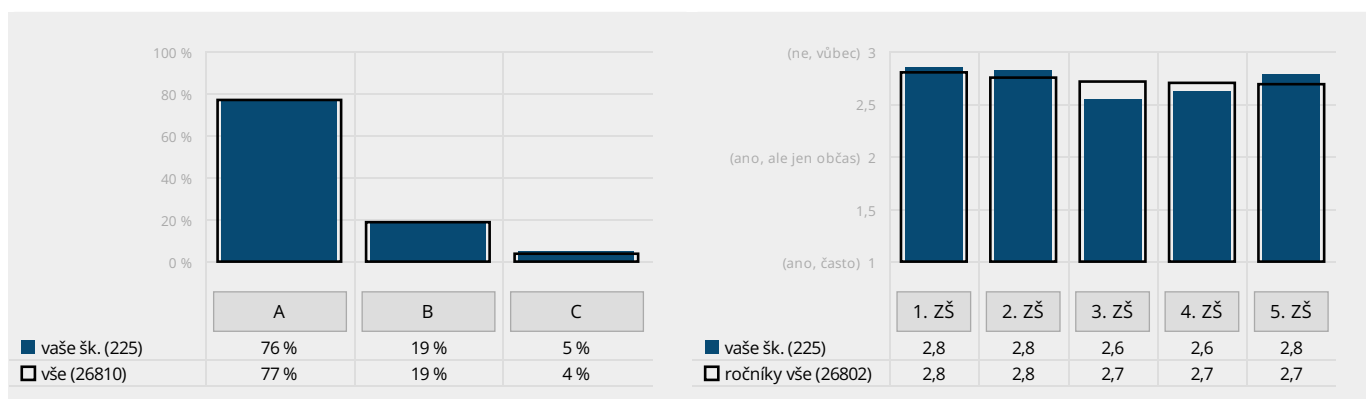 100 %
80 %
60 %
40 %
20 %
0 %
A B C
vaše šk. (225) 76 % 19 % 5 %
vše (26810) 77 % 19 % 4 %
(ne, vůbec) 3
2,5
(ano, ale jen občas) 2
1,5
(ano, často) 1
1. ZŠ 2. ZŠ 3. ZŠ 4. ZŠ 5. ZŠ
vaše šk. (225) 2,8 2,8 2,6 2,6 2,8
ročníky vše (26802) 2,8 2,8 2,7 2,7 2,7